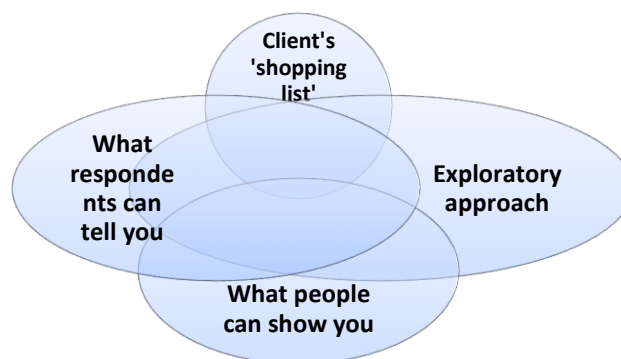 Client's
'shopping
list'
What
responde
nts can
tell you
Exploratory
approach
What people
can show you